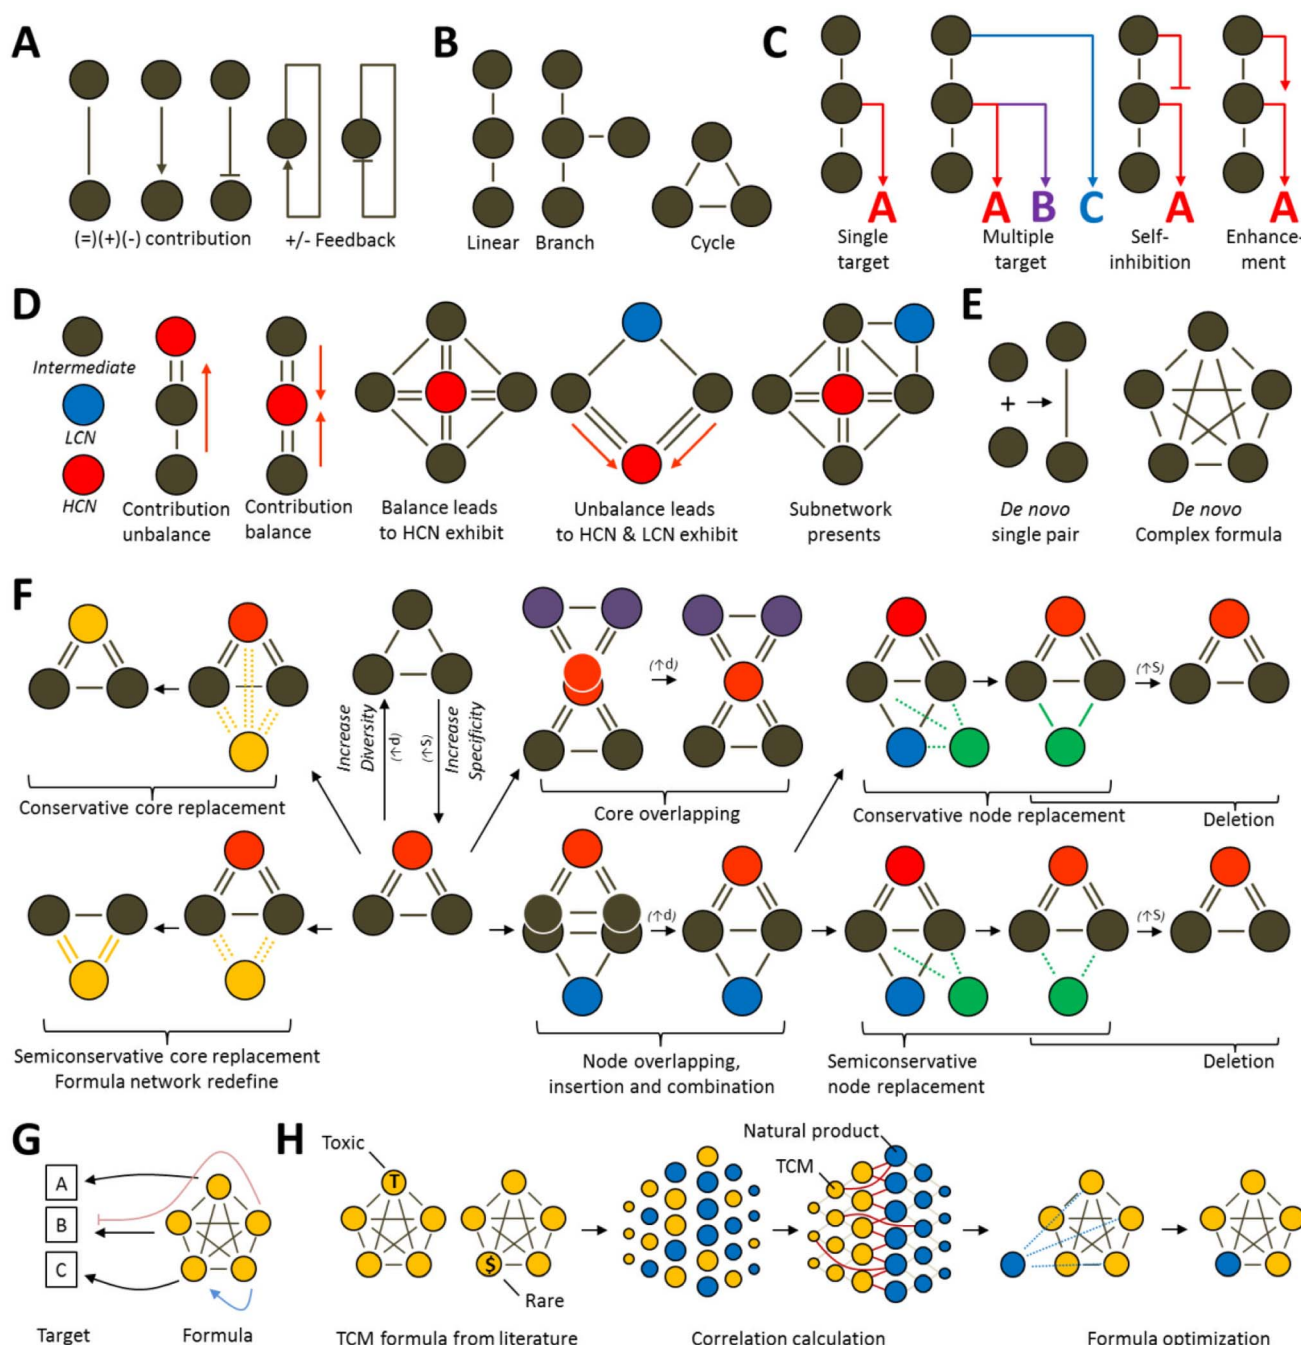 A
(=)(+)(-) contribution
+/- Feedback
B
Linear
Branch
Cycle
C
A
A
B
C
A
A
Single
target
Multiple
target
Self-
inhibition
Enhance-
ment
D
Intermediate
LCN
HCN
Contribution
unbalance
Contribution
balance
Balance leads
to HCN exhibit
Unbalance leads
to HCN & LCN exhibit
Subnetwork
presents
E
+
De novo
single pair
De novo
Complex formula
F
Increase
Diversity
(↑d)
(↑S)
Increase
Specificity
(↑d)
(↑S)
Conservative core replacement
Core overlapping
Conservative node replacement
Deletion
(↑d)
(↑S)
Semiconservative core replacement
Formula network redefine
Node overlapping,
insertion and combination
Semiconservative
node replacement
Deletion
G
A
B
C
Target
Formula
H
Toxic
T
$
Rare
TCM formula from literature
Natural product
TCM
Correlation calculation
Formula optimization